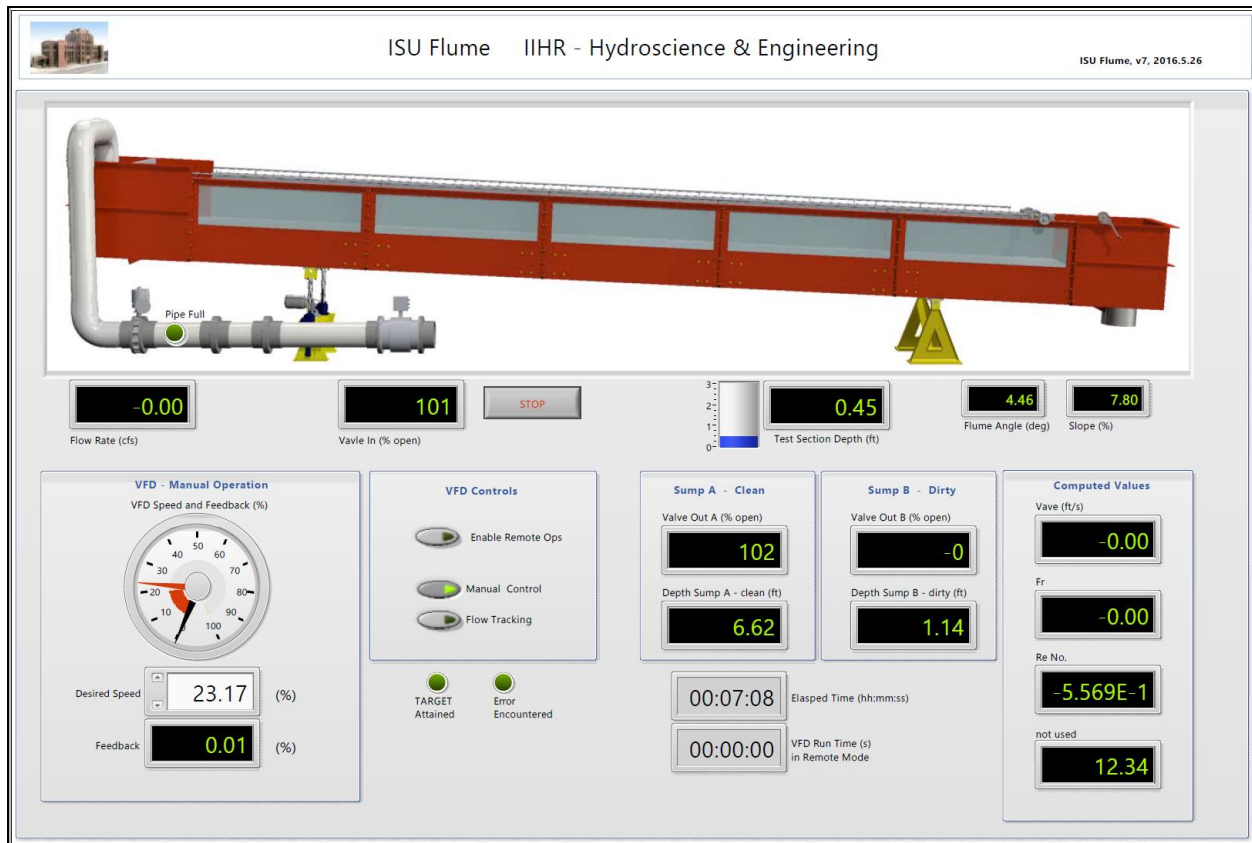 ISU Flume IIHR - Hydroscience & Engineering
ISU Flume, v7, 2016.5.26
Pipe Full
-0.00
Flow Rate (cfs)
101
Vavle In (% open)
STOP
3
2
1
0
0.45
Test Section Depth (ft)
4.46
Flume Angle (deg)
7.80
Slope (%)
VFD - Manual Operation
VFD Speed and Feedback (%)
0
10
20
30
40
50
60
70
80
90
100
Desired Speed 23.17 (%)
Feedback 0.01 (%)
VFD Controls
Enable Remote Ops
Manual Control
Flow Tracking
TARGET
Attained
Error
Encountered
Sump A - Clean
Valve Out A (% open)
102
Depth Sump A - clean (ft)
6.62
Sump B - Dirty
Valve Out B (% open)
-0
Depth Sump B - dirty (ft)
1.14
00:07:08 Elasped Time (hh:mm:ss)
00:00:00 VFD Run Time (s)
in Remote Mode
Computed Values
Vave (ft/s)
-0.00
Fr
-0.00
Re No.
-5.569E-1
not used
12.34